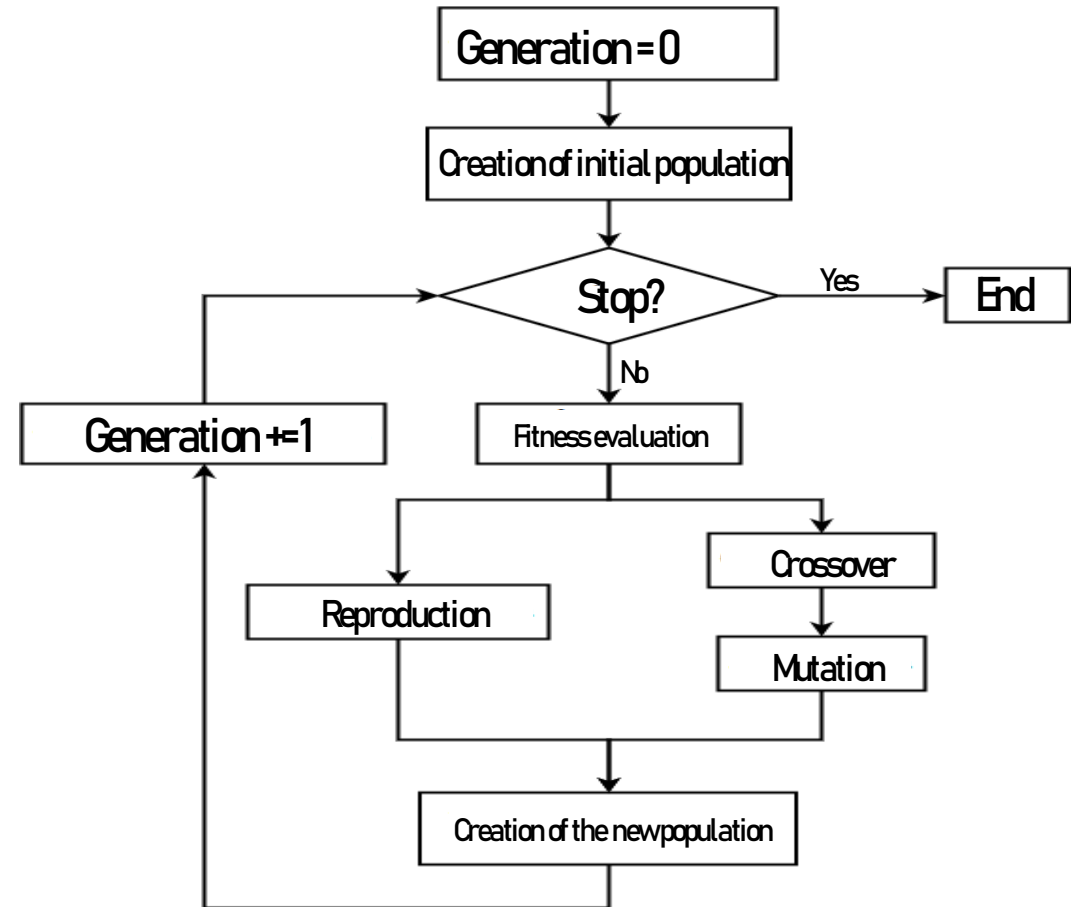 Generation = 0
Creation of initial population
Stop?
Yes
End
No
Generation +=1
Fitness evaluation
Crossover
Reproduction
Mutation
Creation of the new population